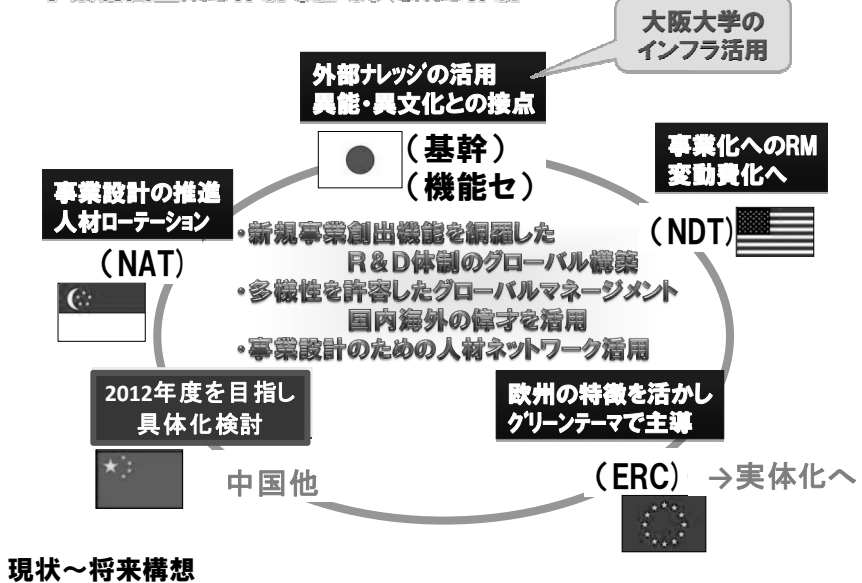 大阪大学の
インフラ活用
外部ナレッジの活用
異能・異文化との接点
(基幹)
(機能セ)
事業化へのRM
変動費化へ
(NDT)
事業設計の推進
人材ローテーション
(NAT)
・新規事業創出機能を網羅した
R&D体制のグローバル構築
・多様性を許容したグローバルマネージメント
国内海外の偉才を活用
・事業設計のための人材ネットワーク活用
2012年度を目指し
具体化検討
中国他
欧州の特徴を活かし
グリーンテーマで主導
(ERC) →実体化へ
現状～将来構想